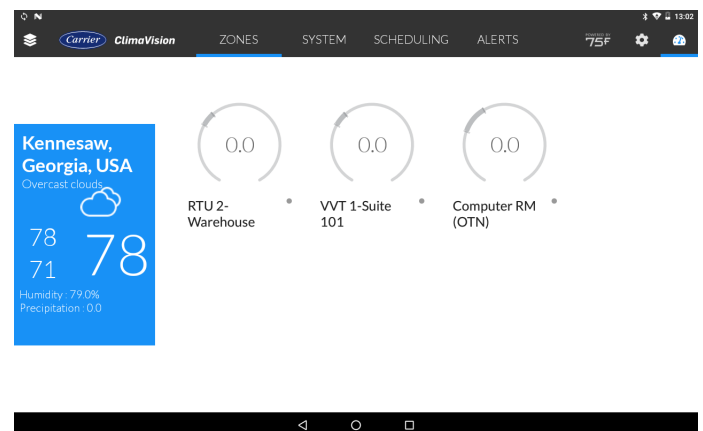 13:02
Carrier ClimaVision ZONES SYSTEM SCHEDULING ALERTS POWERED BY 75F
Kennesaw,
Georgia, USA
Overcast clouds
78
71
78
Humidity : 79.0%
Precipitation : 0.0
0.0
RTU 2-
Warehouse
0.0
VVT 1-Suite
101
0.0
Computer RM
(OTN)